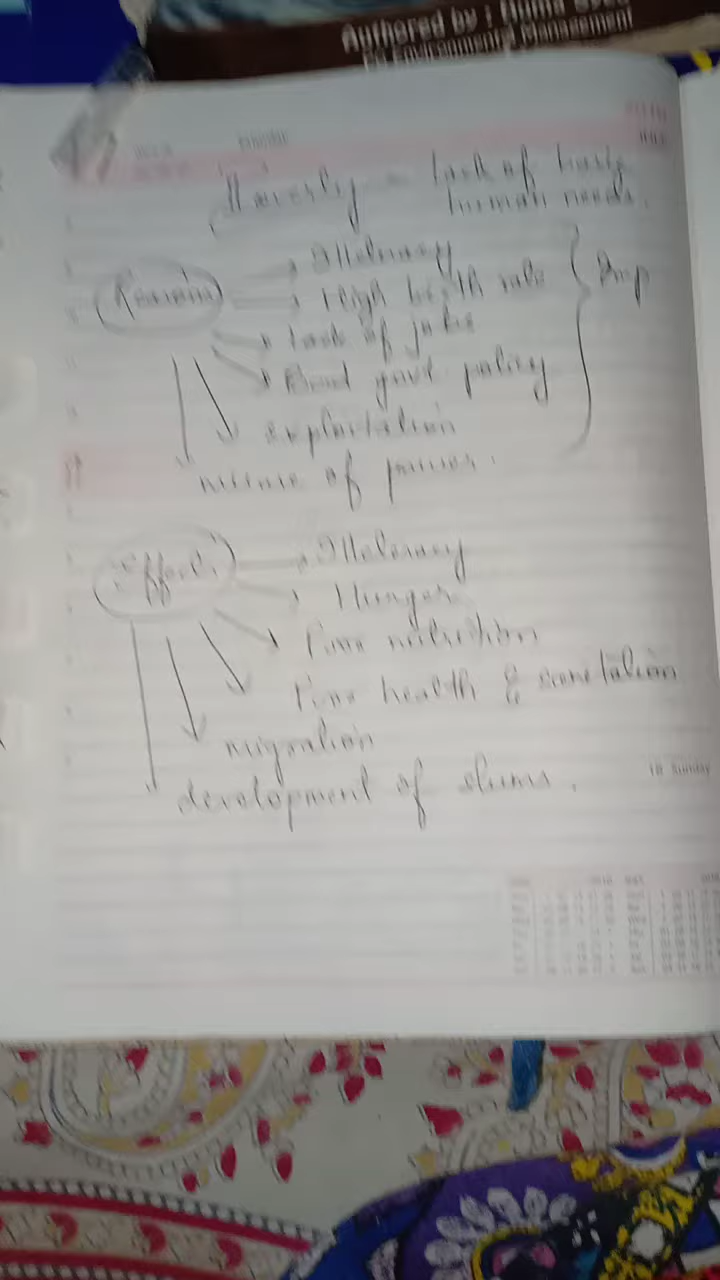 Authored by :
Environmental Management
Poverty - Lack of basic
human needs.
Reasons
Illiteracy
High birth rate
Imp
Lack of jobs
Bad govt policy
exploitation
misuse of power.
Effects
Illiteracy
Hunger
Poor nutrition
Poor health & sanitation
migration
development of slums.
18 Sunday